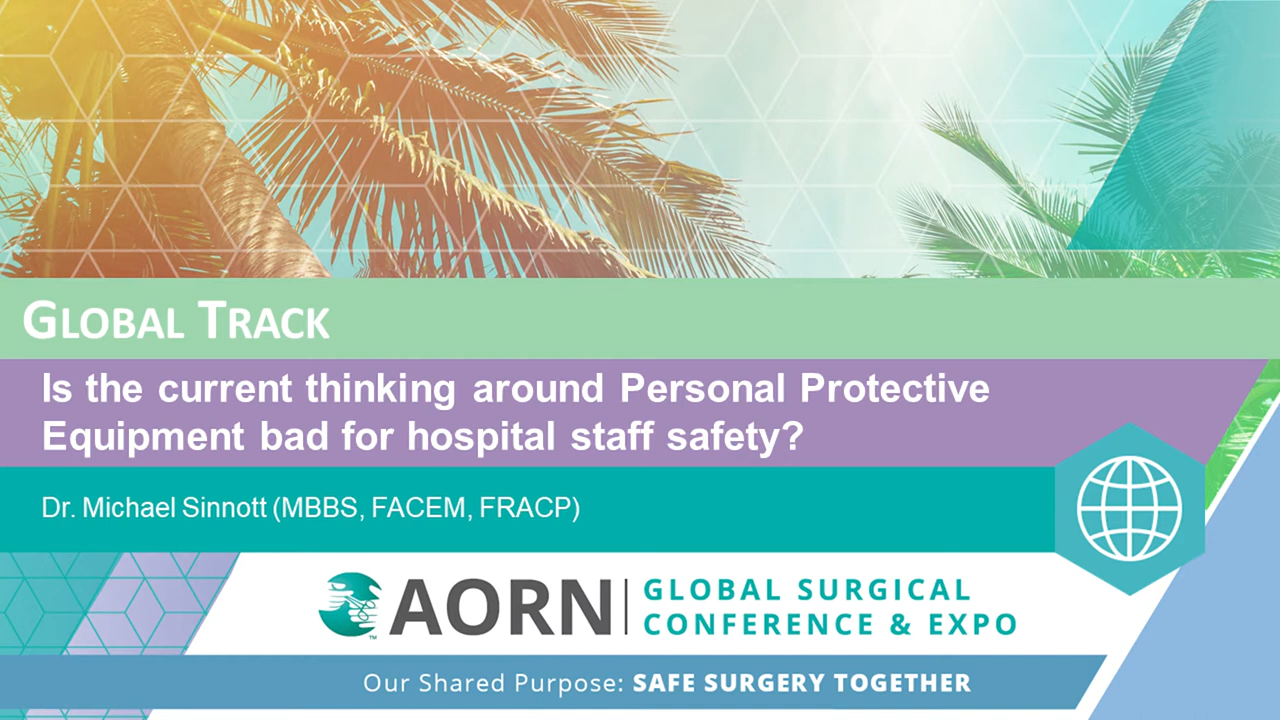 GLOBAL TRACK
Is the current thinking around Personal Protective
Equipment bad for hospital staff safety?
Dr. Michael Sinnott (MBBS, FACEM, FRACP)
AORN GLOBAL SURGICAL
CONFERENCE & EXPO
™
Our Shared Purpose: SAFE SURGERY TOGETHER